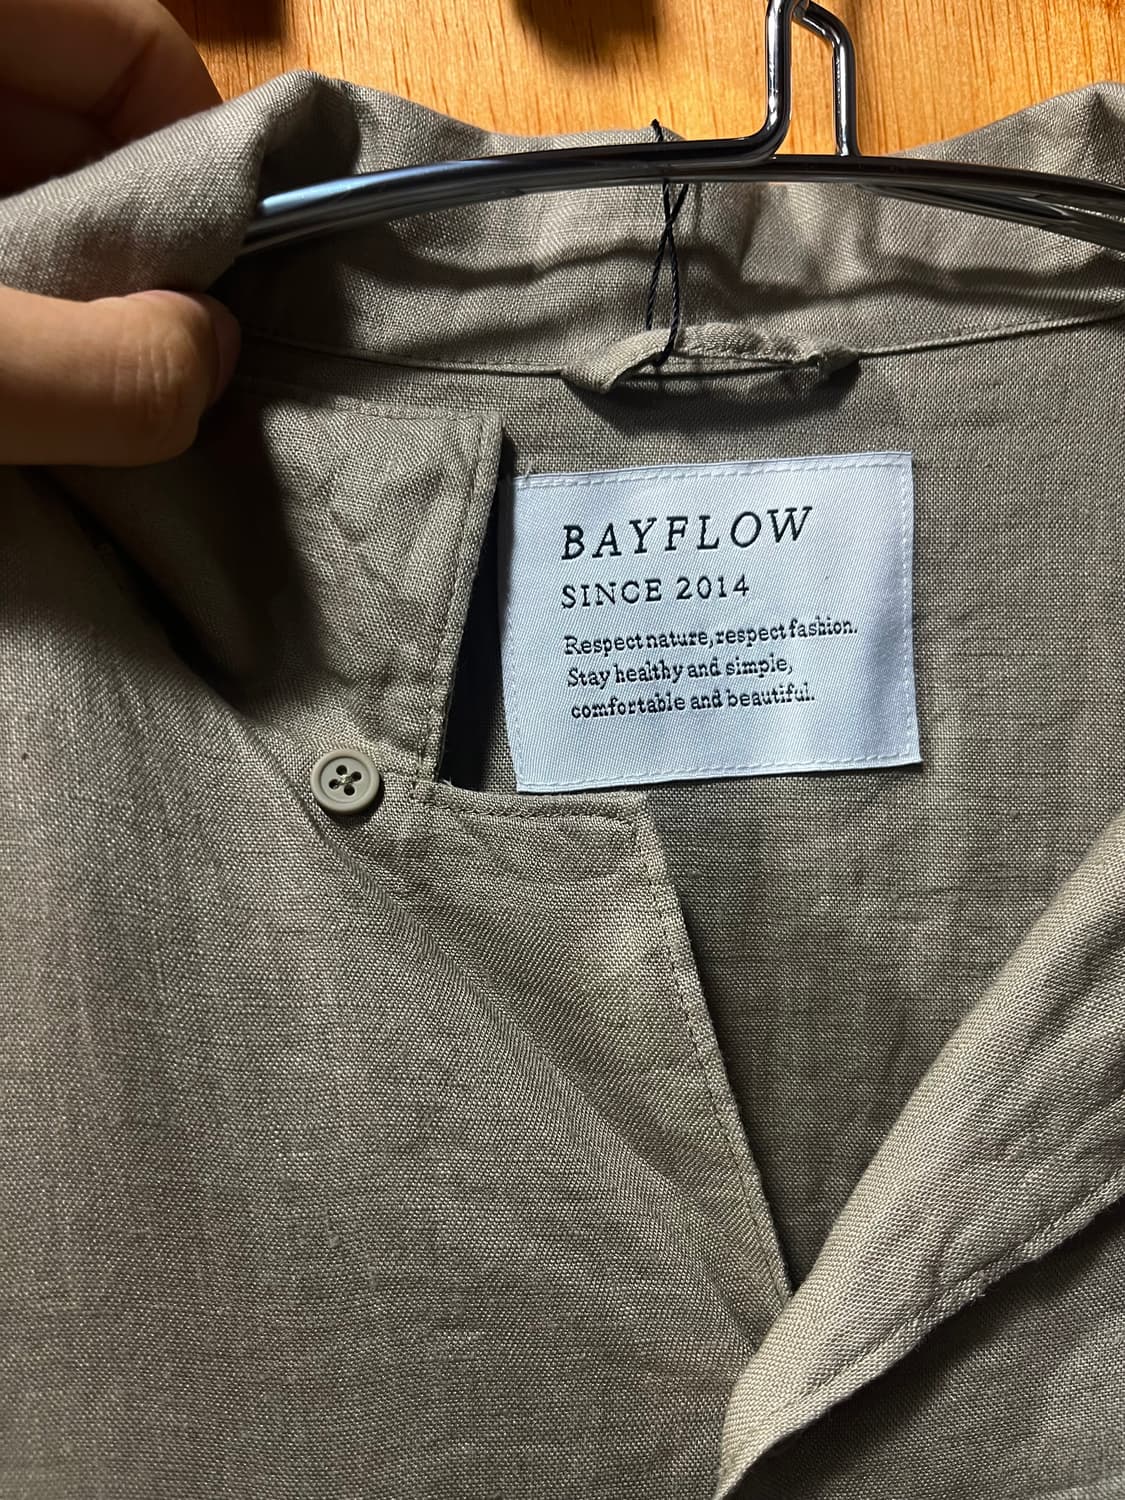 BAYFLOW
SINCE 2014
Respect nature, respect fashion.
Stay healthy and simple,
comfortable and beautiful.